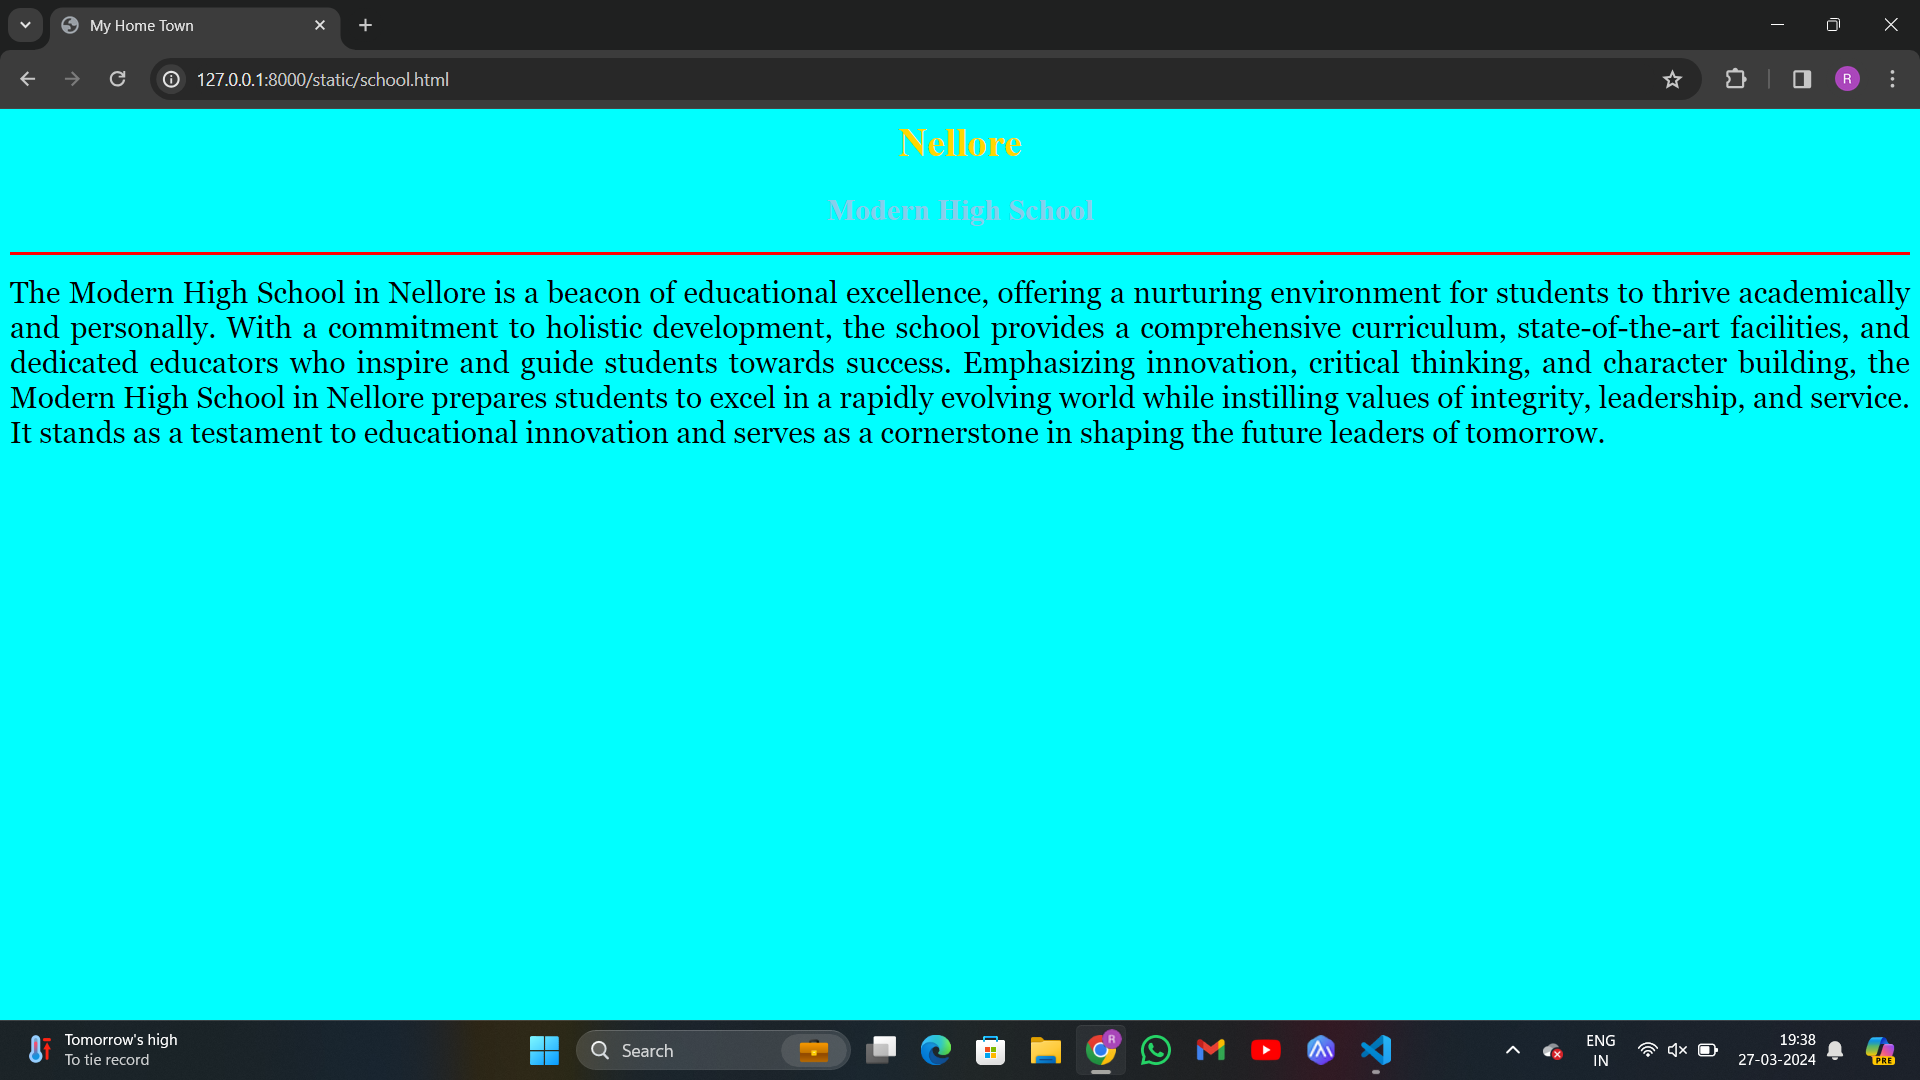 My Home Town
127.0.0.1:8000/static/school.html
R
Nellore
Modern High School
The Modern High School in Nellore is a beacon of educational excellence, offering a nurturing environment for students to thrive academically
and personally. With a commitment to holistic development, the school provides a comprehensive curriculum, state-of-the-art facilities, and
dedicated educators who inspire and guide students towards success. Emphasizing innovation, critical thinking, and character building, the
Modern High School in Nellore prepares students to excel in a rapidly evolving world while instilling values of integrity, leadership, and service.
It stands as a testament to educational innovation and serves as a cornerstone in shaping the future leaders of tomorrow.
Tomorrow's high
To tie record
Search
R
ENG
IN
19:38
27-03-2024
PRE